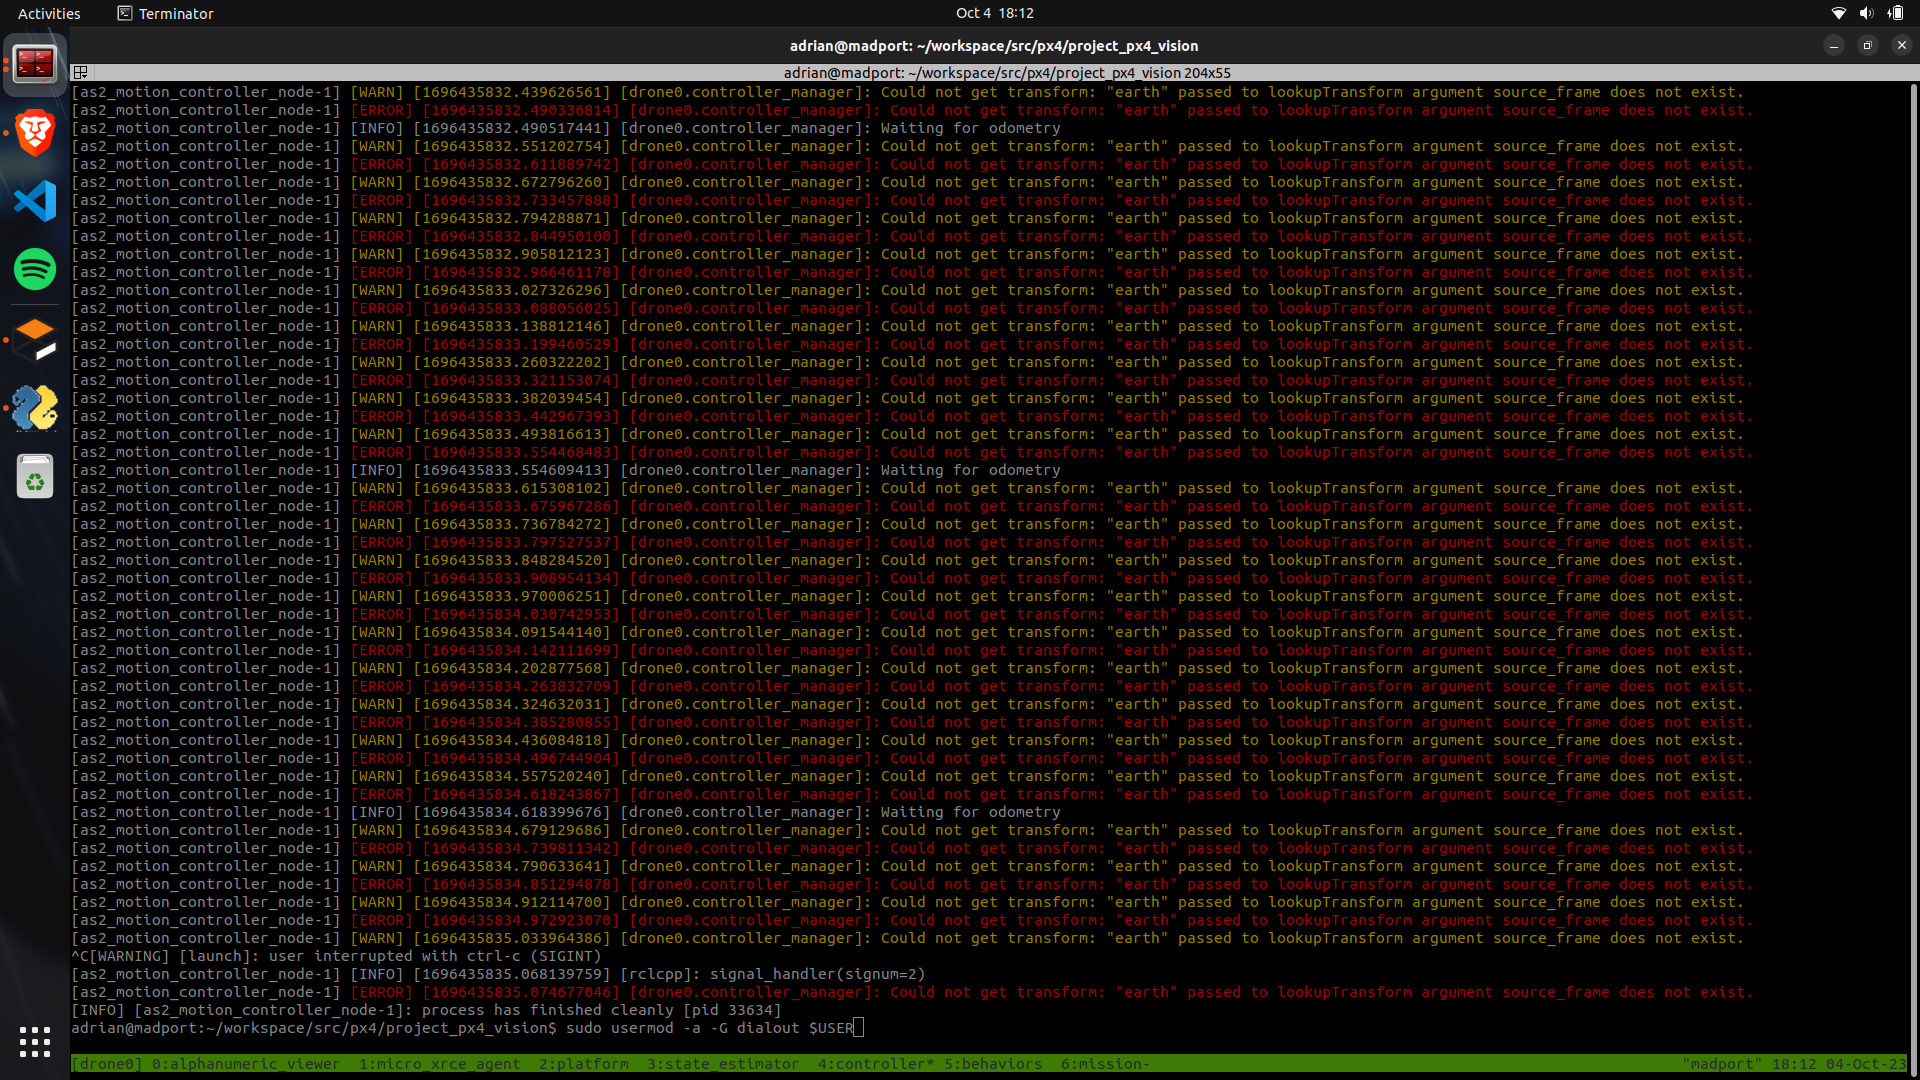 Activities
Terminator
Oct 4 18:12
adrian@madport: ~/workspace/src/px4/project_px4_vision
adrian@madport: ~/workspace/src/px4/project_px4_vision 204x55
[as2_motion_controller_node-1] [WARN] [1696435832.439626561] [drone0.controller_manager]: Could not get transform: "earth" passed to lookupTransform argument source_frame does not exist.
[as2_motion_controller_node-1] [ERROR] [1696435832.490336814] [drone0.controller_manager]: Could not get transform: "earth" passed to lookupTransform argument source_frame does not exist.
[as2_motion_controller_node-1] [INFO] [1696435832.490517441] [drone0.controller_manager]: Waiting for odometry
[as2_motion_controller_node-1] [WARN] [1696435832.551202754] [drone0.controller_manager]: Could not get transform: "earth" passed to lookupTransform argument source_frame does not exist.
[as2_motion_controller_node-1] [ERROR] [1696435832.611889742] [drone0.controller_manager]: Could not get transform: "earth" passed to lookupTransform argument source_frame does not exist.
[as2_motion_controller_node-1] [WARN] [1696435832.672796260] [drone0.controller_manager]: Could not get transform: "earth" passed to lookupTransform argument source_frame does not exist.
[as2_motion_controller_node-1] [ERROR] [1696435832.733457888] [drone0.controller_manager]: Could not get transform: "earth" passed to lookupTransform argument source_frame does not exist.
[as2_motion_controller_node-1] [WARN] [1696435832.794288871] [drone0.controller_manager]: Could not get transform: "earth" passed to lookupTransform argument source_frame does not exist.
[as2_motion_controller_node-1] [ERROR] [1696435832.844950100] [drone0.controller_manager]: Could not get transform: "earth" passed to lookupTransform argument source_frame does not exist.
[as2_motion_controller_node-1] [WARN] [1696435832.905812123] [drone0.controller_manager]: Could not get transform: "earth" passed to lookupTransform argument source_frame does not exist.
[as2_motion_controller_node-1] [ERROR] [1696435832.966461178] [drone0.controller_manager]: Could not get transform: "earth" passed to lookupTransform argument source_frame does not exist.
[as2_motion_controller_node-1] [WARN] [1696435833.027326296] [drone0.controller_manager]: Could not get transform: "earth" passed to lookupTransform argument source_frame does not exist.
[as2_motion_controller_node-1] [ERROR] [1696435833.088056025] [drone0.controller_manager]: Could not get transform: "earth" passed to lookupTransform argument source_frame does not exist.
[as2_motion_controller_node-1] [WARN] [1696435833.138812146] [drone0.controller_manager]: Could not get transform: "earth" passed to lookupTransform argument source_frame does not exist.
[as2_motion_controller_node-1] [ERROR] [1696435833.199460529] [drone0.controller_manager]: Could not get transform: "earth" passed to lookupTransform argument source_frame does not exist.
[as2_motion_controller_node-1] [WARN] [1696435833.260322202] [drone0.controller_manager]: Could not get transform: "earth" passed to lookupTransform argument source_frame does not exist.
[as2_motion_controller_node-1] [ERROR] [1696435833.321153074] [drone0.controller_manager]: Could not get transform: "earth" passed to lookupTransform argument source_frame does not exist.
[as2_motion_controller_node-1] [WARN] [1696435833.382039454] [drone0.controller_manager]: Could not get transform: "earth" passed to lookupTransform argument source_frame does not exist.
[as2_motion_controller_node-1] [ERROR] [1696435833.442967393] [drone0.controller_manager]: Could not get transform: "earth" passed to lookupTransform argument source_frame does not exist.
[as2_motion_controller_node-1] [WARN] [1696435833.493816613] [drone0.controller_manager]: Could not get transform: "earth" passed to lookupTransform argument source_frame does not exist.
[as2_motion_controller_node-1] [ERROR] [1696435833.554468483] [drone0.controller_manager]: Could not get transform: "earth" passed to lookupTransform argument source_frame does not exist.
[as2_motion_controller_node-1] [INFO] [1696435833.554609413] [drone0.controller_manager]: Waiting for odometry
[as2_motion_controller_node-1] [WARN] [1696435833.615308102] [drone0.controller_manager]: Could not get transform: "earth" passed to lookupTransform argument source_frame does not exist.
[as2_motion_controller_node-1] [ERROR] [1696435833.675967286] [drone0.controller_manager]: Could not get transform: "earth" passed to lookupTransform argument source_frame does not exist.
[as2_motion_controller_node-1] [WARN] [1696435833.736784272] [drone0.controller_manager]: Could not get transform: "earth" passed to lookupTransform argument source_frame does not exist.
[as2_motion_controller_node-1] [ERROR] [1696435833.797527537] [drone0.controller_manager]: Could not get transform: "earth" passed to lookupTransform argument source_frame does not exist.
[as2_motion_controller_node-1] [WARN] [1696435833.848284520] [drone0.controller_manager]: Could not get transform: "earth" passed to lookupTransform argument source_frame does not exist.
[as2_motion_controller_node-1] [ERROR] [1696435833.908954134] [drone0.controller_manager]: Could not get transform: "earth" passed to lookupTransform argument source_frame does not exist.
[as2_motion_controller_node-1] [WARN] [1696435833.970006251] [drone0.controller_manager]: Could not get transform: "earth" passed to lookupTransform argument source_frame does not exist.
[as2_motion_controller_node-1] [ERROR] [1696435834.030742953] [drone0.controller_manager]: Could not get transform: "earth" passed to lookupTransform argument source_frame does not exist.
[as2_motion_controller_node-1] [WARN] [1696435834.091544140] [drone0.controller_manager]: Could not get transform: "earth" passed to lookupTransform argument source_frame does not exist.
[as2_motion_controller_node-1] [ERROR] [1696435834.142111699] [drone0.controller_manager]: Could not get transform: "earth" passed to lookupTransform argument source_frame does not exist.
[as2_motion_controller_node-1] [WARN] [1696435834.202877568] [drone0.controller_manager]: Could not get transform: "earth" passed to lookupTransform argument source_frame does not exist.
[as2_motion_controller_node-1] [ERROR] [1696435834.263832709] [drone0.controller_manager]: Could not get transform: "earth" passed to lookupTransform argument source_frame does not exist.
[as2_motion_controller_node-1] [WARN] [1696435834.324632031] [drone0.controller_manager]: Could not get transform: "earth" passed to lookupTransform argument source_frame does not exist.
[as2_motion_controller_node-1] [ERROR] [1696435834.385280855] [drone0.controller_manager]: Could not get transform: "earth" passed to lookupTransform argument source_frame does not exist.
[as2_motion_controller_node-1] [WARN] [1696435834.436084818] [drone0.controller_manager]: Could not get transform: "earth" passed to lookupTransform argument source_frame does not exist.
[as2_motion_controller_node-1] [ERROR] [1696435834.496744904] [drone0.controller_manager]: Could not get transform: "earth" passed to lookupTransform argument source_frame does not exist.
[as2_motion_controller_node-1] [WARN] [1696435834.557520240] [drone0.controller_manager]: Could not get transform: "earth" passed to lookupTransform argument source_frame does not exist.
[as2_motion_controller_node-1] [ERROR] [1696435834.618243867] [drone0.controller_manager]: Could not get transform: "earth" passed to lookupTransform argument source_frame does not exist.
[as2_motion_controller_node-1] [INFO] [1696435834.618399676] [drone0.controller_manager]: Waiting for odometry
[as2_motion_controller_node-1] [WARN] [1696435834.679129686] [drone0.controller_manager]: Could not get transform: "earth" passed to lookupTransform argument source_frame does not exist.
[as2_motion_controller_node-1] [ERROR] [1696435834.739811342] [drone0.controller_manager]: Could not get transform: "earth" passed to lookupTransform argument source_frame does not exist.
[as2_motion_controller_node-1] [WARN] [1696435834.790633641] [drone0.controller_manager]: Could not get transform: "earth" passed to lookupTransform argument source_frame does not exist.
[as2_motion_controller_node-1] [ERROR] [1696435834.851294878] [drone0.controller_manager]: Could not get transform: "earth" passed to lookupTransform argument source_frame does not exist.
[as2_motion_controller_node-1] [WARN] [1696435834.912114700] [drone0.controller_manager]: Could not get transform: "earth" passed to lookupTransform argument source_frame does not exist.
[as2_motion_controller_node-1] [ERROR] [1696435834.972923070] [drone0.controller_manager]: Could not get transform: "earth" passed to lookupTransform argument source_frame does not exist.
[as2_motion_controller_node-1] [WARN] [1696435835.033964386] [drone0.controller_manager]: Could not get transform: "earth" passed to lookupTransform argument source_frame does not exist.
^C[WARNING] [launch]: user interrupted with ctrl-c (SIGINT)
[as2_motion_controller_node-1] [INFO] [1696435835.068139759] [rclcpp]: signal_handler(signum=2)
[as2_motion_controller_node-1] [ERROR] [1696435835.074677046] [drone0.controller_manager]: Could not get transform: "earth" passed to lookupTransform argument source_frame does not exist.
[INFO] [as2_motion_controller_node-1]: process has finished cleanly [pid 33634]
adrian@madport:~/workspace/src/px4/project_px4_vision$ sudo usermod -a -G dialout $USER
[drone0] 0:alphanumeric_viewer  1:micro_xrce_agent  2:platform  3:state_estimator  4:controller* 5:behaviors  6:mission-
"madport" 18:12 04-Oct-23